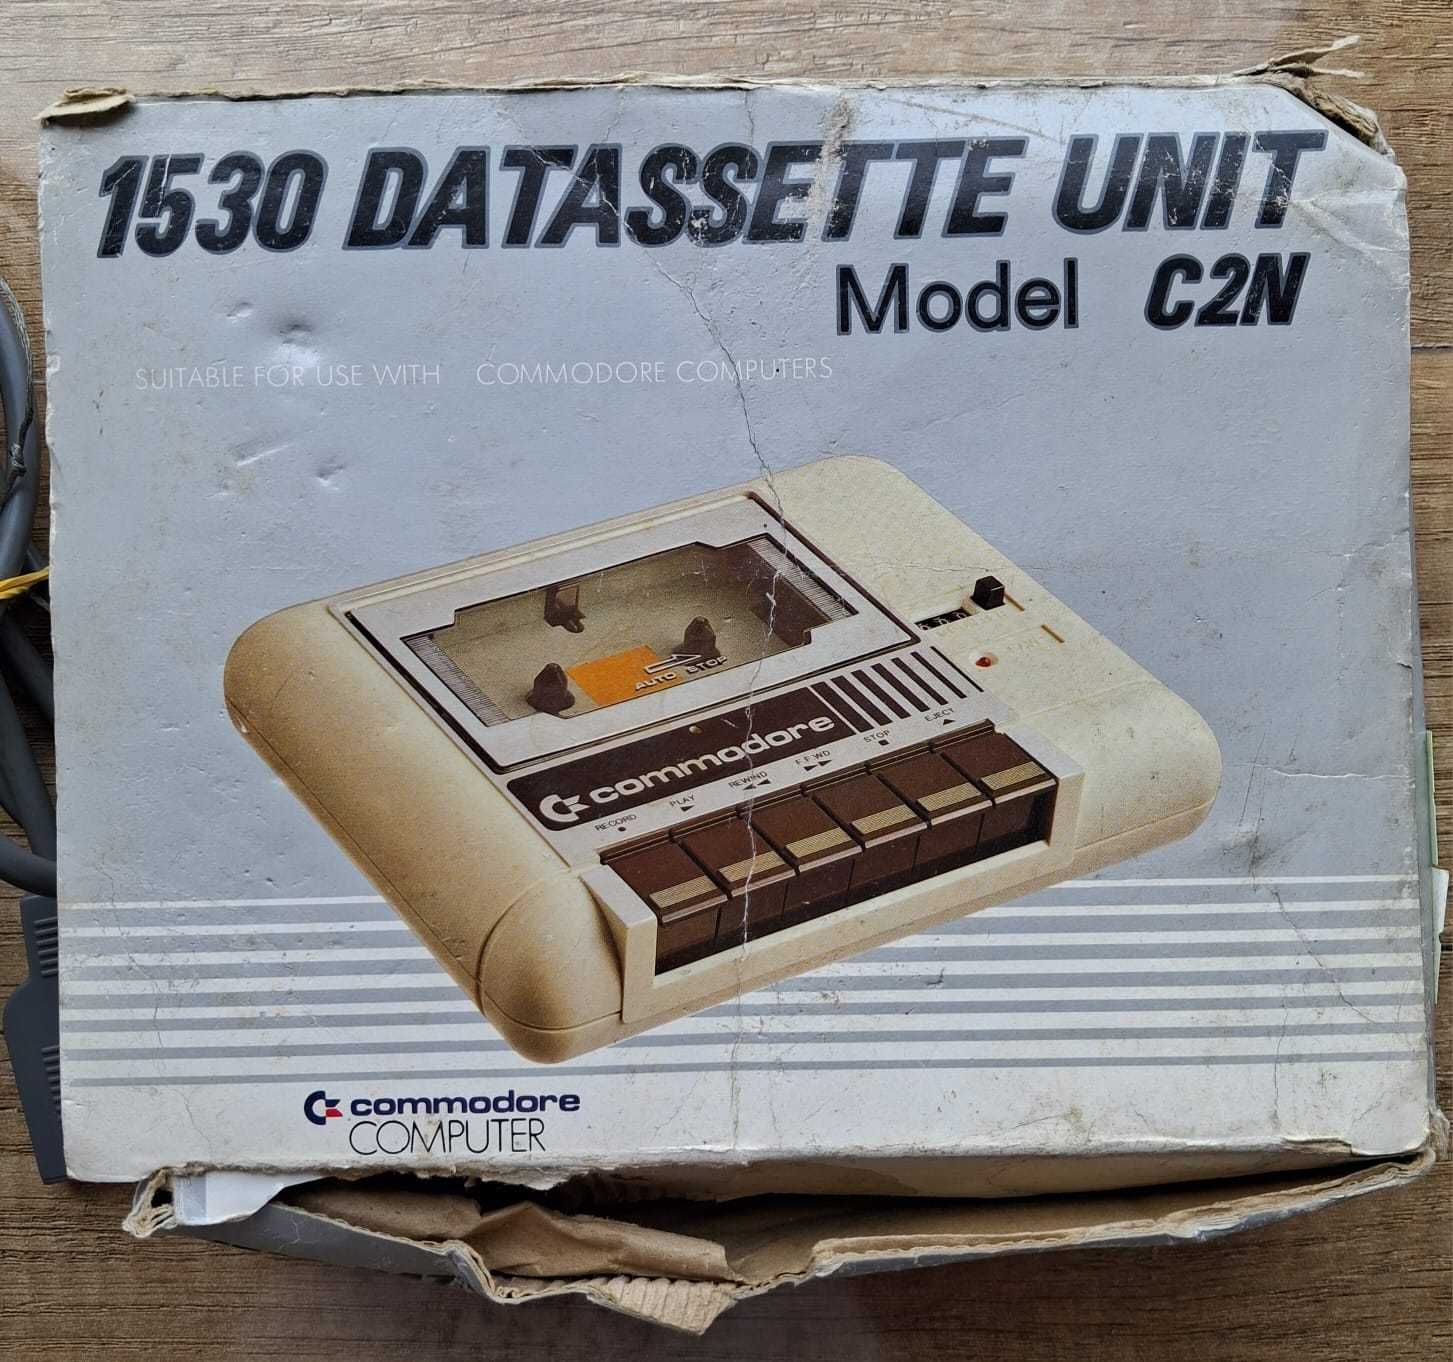 1530 DATASSETTE UNIT
Model C2N
SUITABLE FOR USE WITH COMMODORE COMPUTERS
AUTO STOP
commodore
RECORD
PLAY
REWIND
F.FWD
STOP
EJECT
commodore
COMPUTER